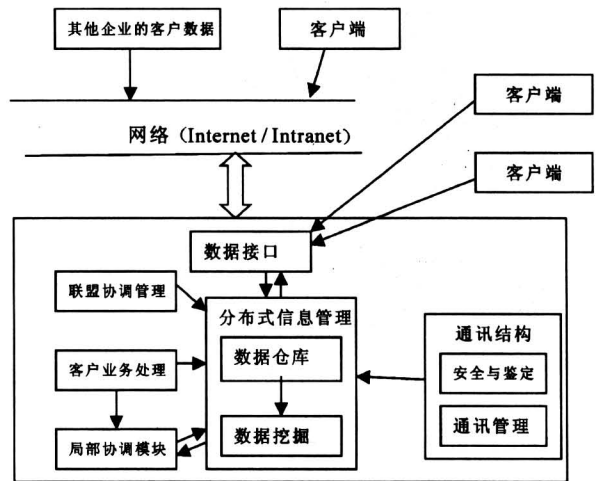 其他企业的客户数据
客户端
客户端
网络（Internet / Intranet）
客户端
数据接口
联盟协调管理
分布式信息管理
通讯结构
数据仓库
客户业务处理
安全与鉴定
数据挖掘
通讯管理
局部协调模块